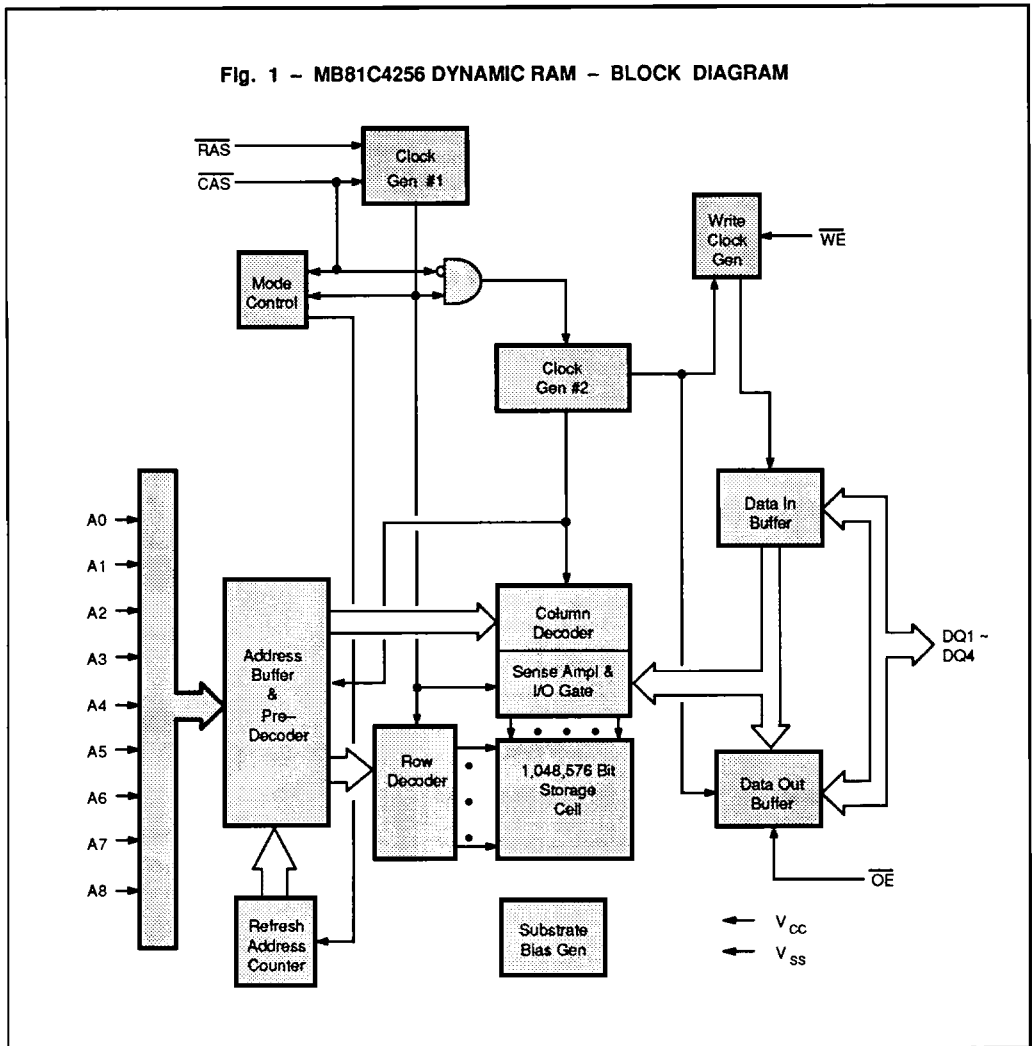 Fig. 1 – MB81C4256 DYNAMIC RAM – BLOCK DIAGRAM
RAS
CAS
Clock
Gen #1
Write
Clock
Gen
WE
Mode
Control
Clock
Gen #2
A0
A1
A2
A3
A4
A5
A6
A7
A8
Address
Buffer
&
Pre–
Decoder
Column
Decoder
Sense Ampl &
I/O Gate
Row
Decoder
1,048,576 Bit
Storage
Cell
Data In
Buffer
DQ1 ~
DQ4
Data Out
Buffer
OE
Refresh
Address
Counter
Substrate
Bias Gen
VCC
VSS